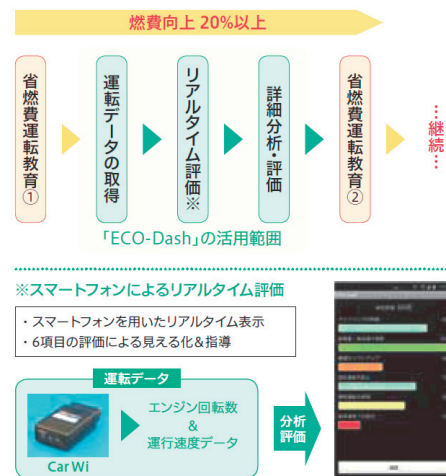 燃費向上 20%以上
省燃費運転教育①
運転データの取得
リアルタイム評価※
詳細分析・評価
省燃費運転教育②
…継続…
「ECO-Dash」の活用範囲
※スマートフォンによるリアルタイム評価
・スマートフォンを用いたリアルタイム表示
・6項目の評価による見える化&指導
運転データ
エンジン回転数
&
運行速度データ
CarWi
分析
評価